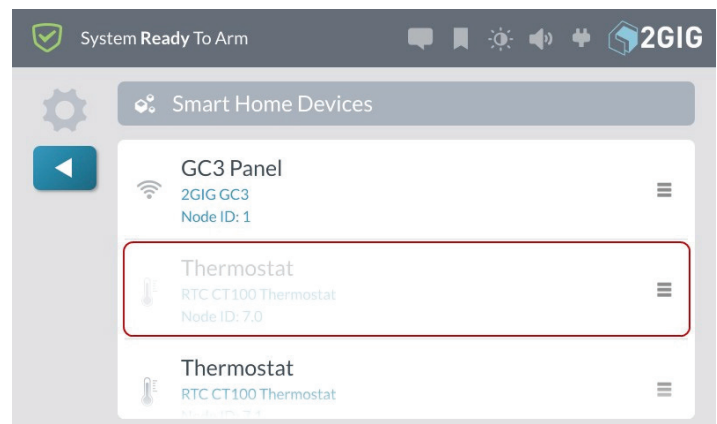 System Ready To Arm
2GIG
Smart Home Devices
GC3 Panel
2GIG GC3
Node ID: 1
Thermostat
RTC CT100 Thermostat
Node ID: 7.0
Thermostat
RTC CT100 Thermostat